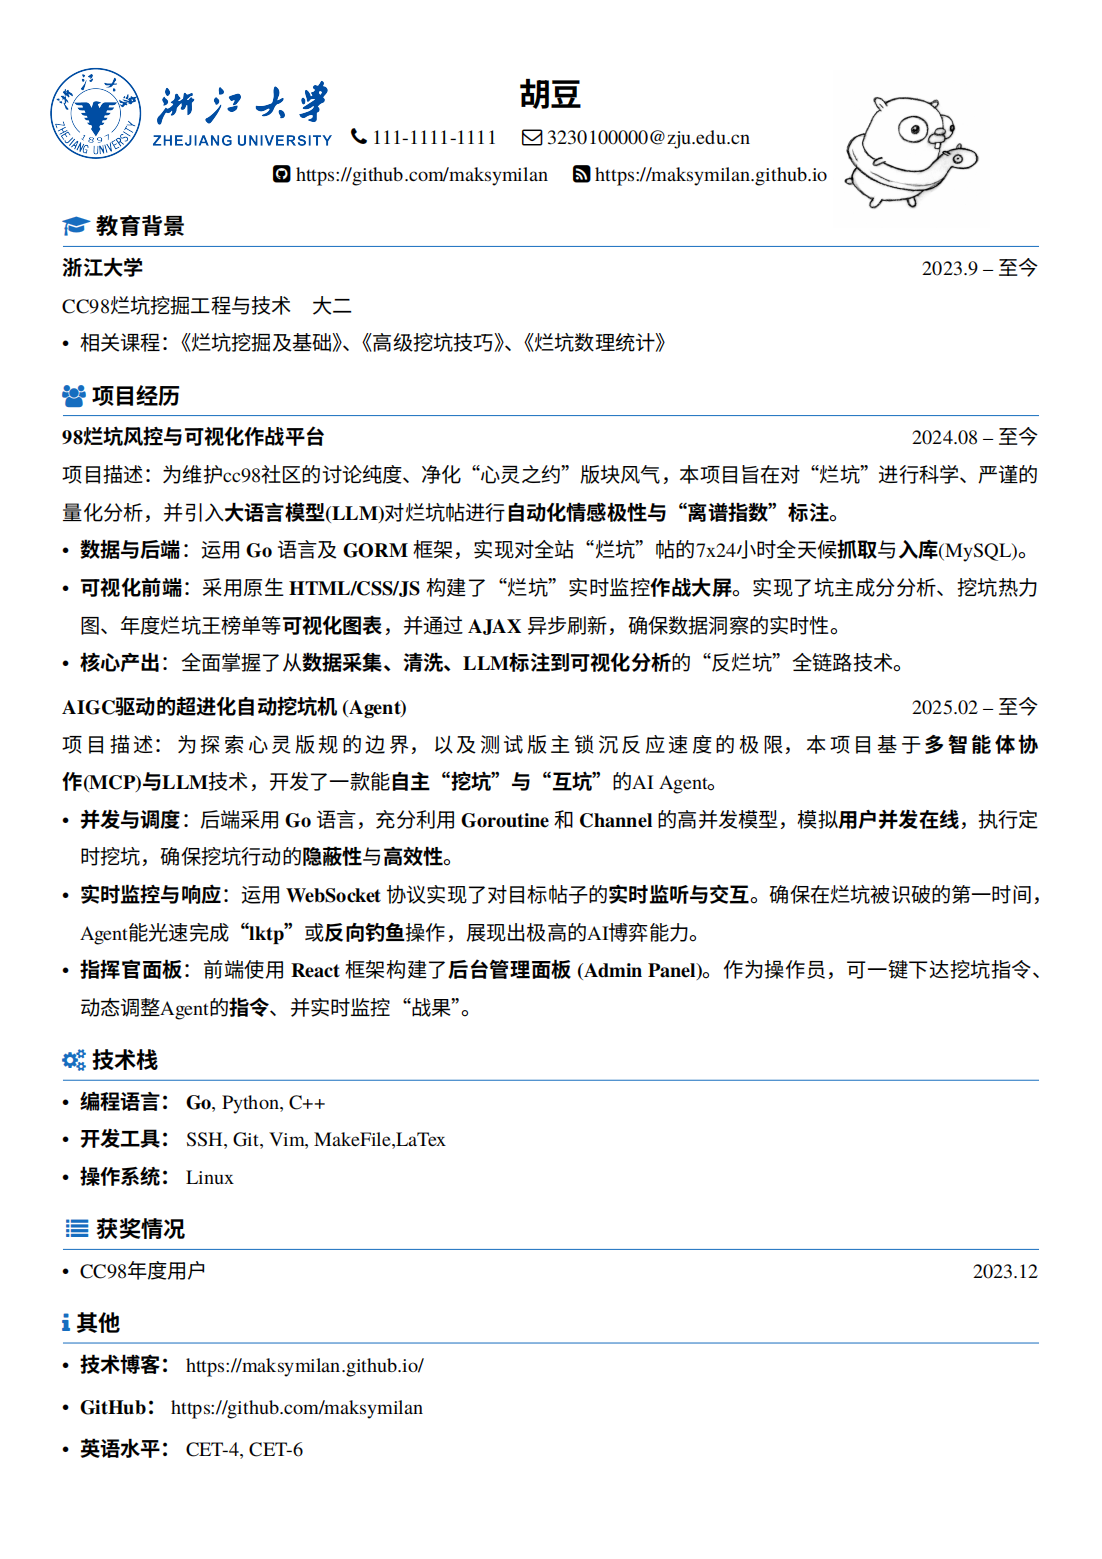 浙江大学
ZHEJIANG UNIVERSITY
1897
浙江大学
ZHEJIANG UNIVERSITY
胡豆
111-1111-1111 3230100000@zju.edu.cn
https://github.com/maksymilan https://maksymilan.github.io
教育背景
浙江大学 2023.9 – 至今
CC98烂坑挖掘工程与技术 大二
• 相关课程：《烂坑挖掘及基础》、《高级挖坑技巧》、《烂坑数理统计》
项目经历
98烂坑风控与可视化作战平台 2024.08 – 至今
项目描述：为维护cc98社区的讨论纯度、净化“心灵之约”版块风气，本项目旨在对“烂坑”进行科学、严谨的
量化分析，并引入大语言模型(LLM)对烂坑帖进行自动化情感极性与“离谱指数”标注。
• 数据与后端：运用 Go 语言及 GORM 框架，实现对全站“烂坑”帖的7x24小时全天候抓取与入库(MySQL)。
• 可视化前端：采用原生 HTML/CSS/JS 构建了“烂坑”实时监控作战大屏。实现了坑主成分分析、挖坑热力
图、年度烂坑王榜单等可视化图表，并通过 AJAX 异步刷新，确保数据洞察的实时性。
• 核心产出：全面掌握了从数据采集、清洗、LLM标注到可视化分析的“反烂坑”全链路技术。
AIGC驱动的超进化自动挖坑机 (Agent) 2025.02 – 至今
项目描述：为探索心灵版规的边界，以及测试版主锁沉反应速度的极限，本项目基于多智能体协
作(MCP)与LLM技术，开发了一款能自主“挖坑”与“互坑”的AI Agent。
• 并发与调度：后端采用 Go 语言，充分利用 Goroutine 和 Channel 的高并发模型，模拟用户并发在线，执行定
时挖坑，确保挖坑行动的隐蔽性与高效性。
• 实时监控与响应：运用 WebSocket 协议实现了对目标帖子的实时监听与交互。确保在烂坑被识破的第一时间，
Agent能光速完成“lktp”或反向钓鱼操作，展现出极高的AI博弈能力。
• 指挥官面板：前端使用 React 框架构建了后台管理面板 (Admin Panel)。作为操作员，可一键下达挖坑指令、
动态调整Agent的指令、并实时监控“战果”。
技术栈
• 编程语言： Go, Python, C++
• 开发工具： SSH, Git, Vim, MakeFile,LaTex
• 操作系统： Linux
获奖情况
• CC98年度用户 2023.12
其他
• 技术博客： https://maksymilan.github.io/
• GitHub： https://github.com/maksymilan
• 英语水平： CET-4, CET-6